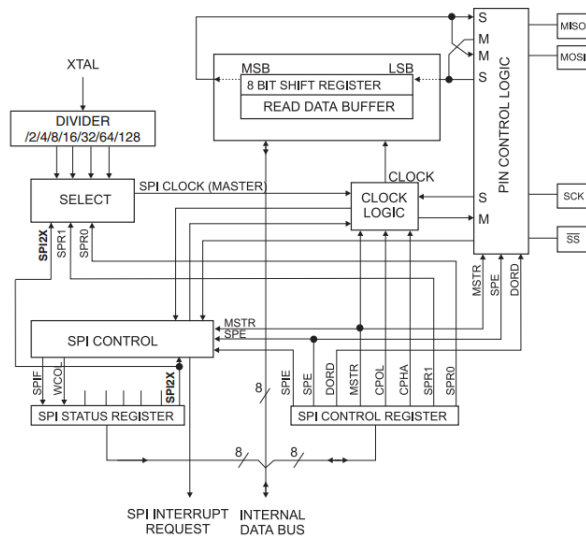 S
M
M
S
MISO
MOSI
XTAL
MSB
LSB
8 BIT SHIFT REGISTER
READ DATA BUFFER
DIVIDER
/2/4/8/16/32/64/128
PIN CONTROL LOGIC
CLOCK
SPI CLOCK (MASTER)
SELECT
CLOCK
LOGIC
S
M
SCK
SS
SPI2X
SPR1
SPR0
MSTR
SPE
DORD
SPI CONTROL
MSTR
SPE
SPIF
WCOL
SPI2X
SPIE
SPE
DORD
MSTR
CPOL
CPHA
SPR1
SPR0
8
SPI STATUS REGISTER
SPI CONTROL REGISTER
8
8
SPI INTERRUPT
REQUEST
INTERNAL
DATA BUS